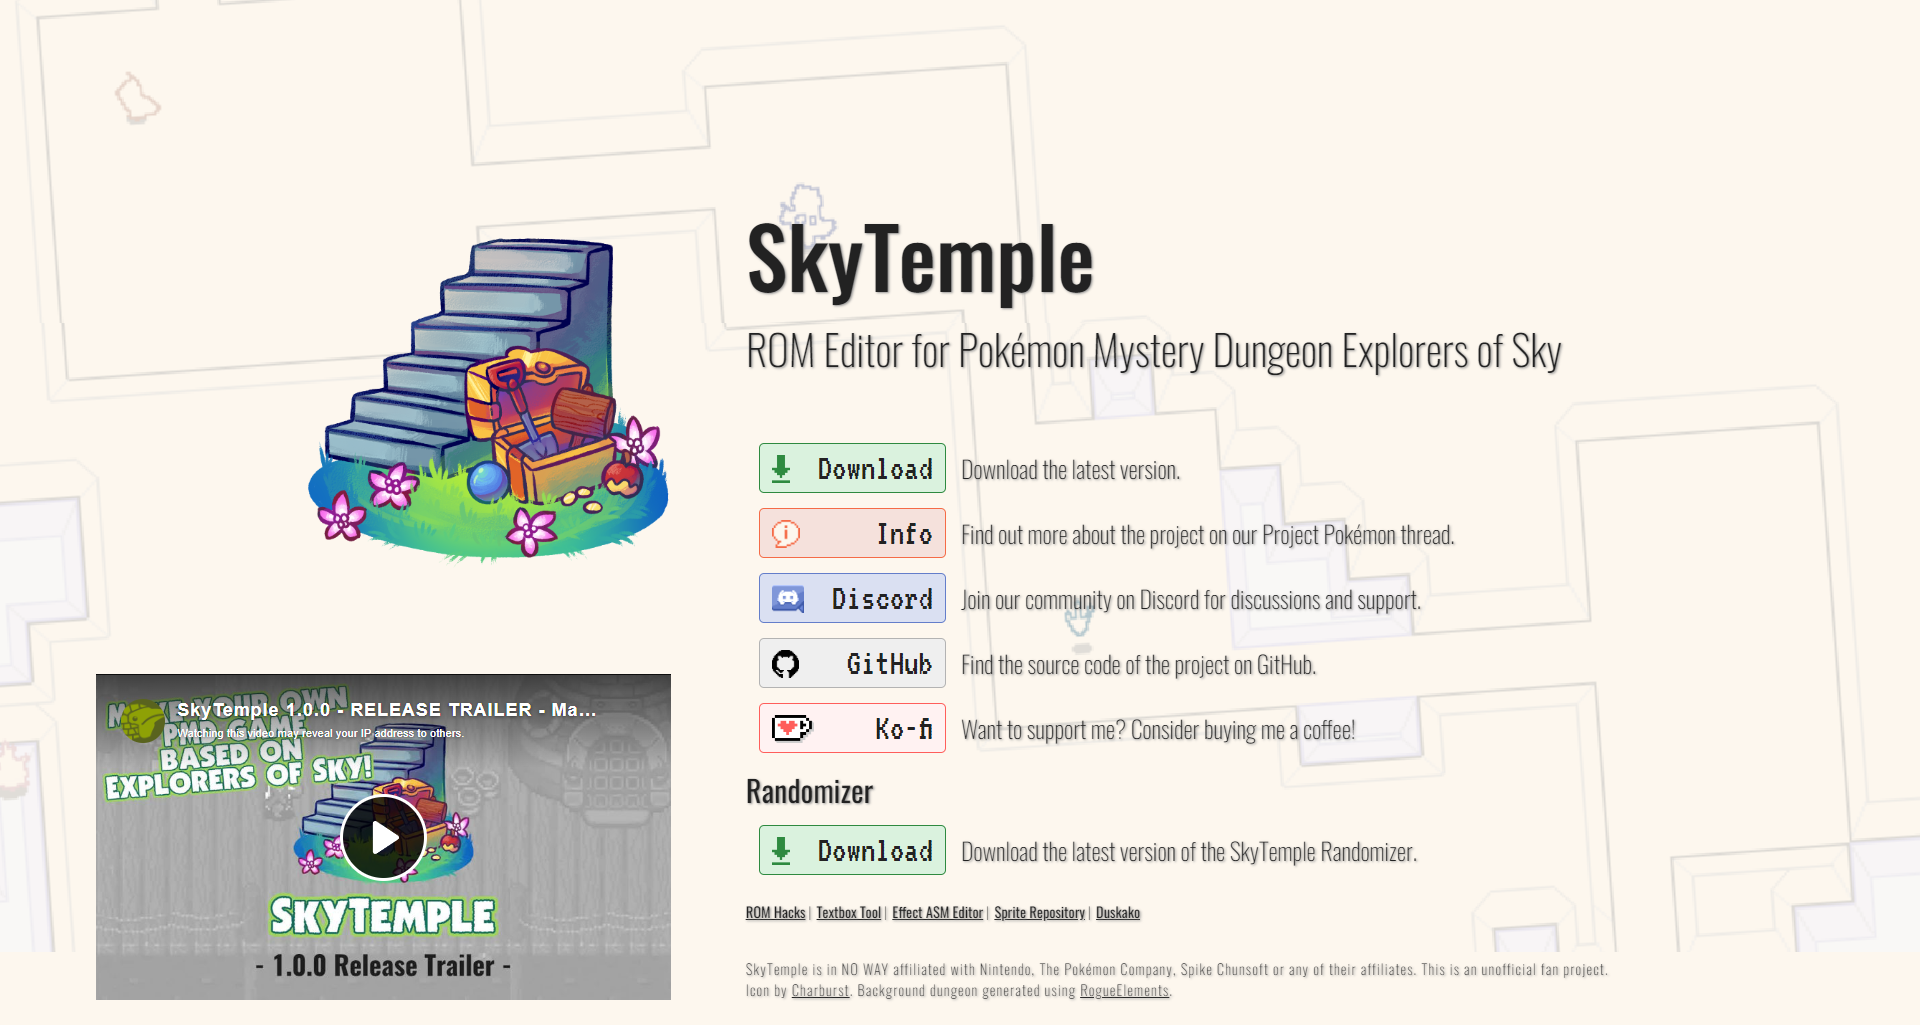 SkyTemple
ROM Editor for Pokémon Mystery Dungeon Explorers of Sky
Download
Download the latest version.
Info
Find out more about the project on our Project Pokémon thread.
Discord
Join our community on Discord for discussions and support.
GitHub
Find the source code of the project on GitHub.
Ko-fi
Want to support me? Consider buying me a coffee!
Randomizer
Download
Download the latest version of the SkyTemple Randomizer.
ROM Hacks | Textbox Tool | Effect ASM Editor | Sprite Repository | Duskako
SkyTemple is in NO WAY affiliated with Nintendo, The Pokémon Company, Spike Chunsoft or any of their affiliates. This is an unofficial fan project.
Icon by Charburst. Background dungeon generated using RogueElements.
SkyTemple 1.0.0 - RELEASE TRAILER - Ma...
Watching this video may reveal your IP address to others.
YOUR OWN
PMD GAME
BASED ON
EXPLORERS OF SKY!
SKYTEMPLE
- 1.0.0 Release Trailer -